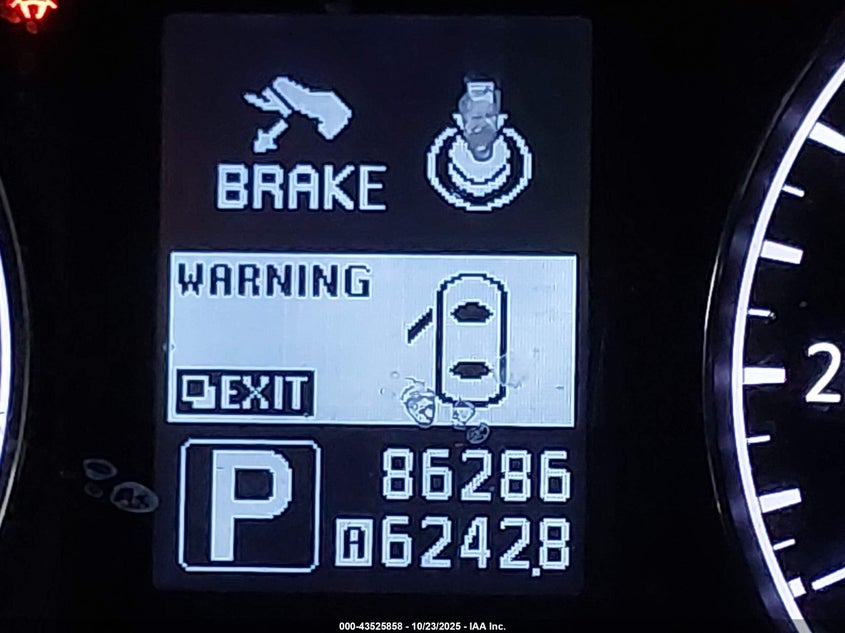 BRAKE
WARNING
EXIT
P
86286
A 6242.8
2
000-43525858 - 10/23/2025 - IAA Inc.